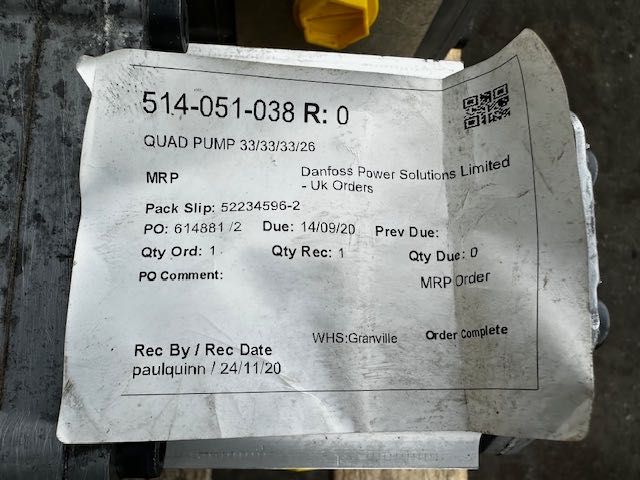 514-051-038 R: 0
QUAD PUMP 33/33/33/26
MRP
Danfoss Power Solutions Limited
- Uk Orders
Pack Slip: 52234596-2
PO: 614881 /2 Due: 14/09/20 Prev Due:
Qty Ord: 1 Qty Rec: 1 Qty Due: 0
PO Comment: MRP Order
WHS:Granville Order Complete
Rec By / Rec Date
paulquinn / 24/11/20